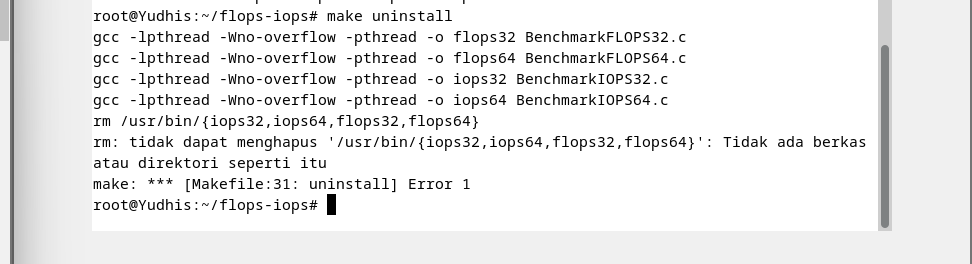 root@Yudhis:~/flops-iops# make uninstall
gcc -lpthread -Wno-overflow -pthread -o flops32 BenchmarkFLOPS32.c
gcc -lpthread -Wno-overflow -pthread -o flops64 BenchmarkFLOPS64.c
gcc -lpthread -Wno-overflow -pthread -o iops32 BenchmarkIOPS32.c
gcc -lpthread -Wno-overflow -pthread -o iops64 BenchmarkIOPS64.c
rm /usr/bin/{iops32,iops64,flops32,flops64}
rm: tidak dapat menghapus '/usr/bin/{iops32,iops64,flops32,flops64}': Tidak ada berkas
atau direktori seperti itu
make: *** [Makefile:31: uninstall] Error 1
root@Yudhis:~/flops-iops#